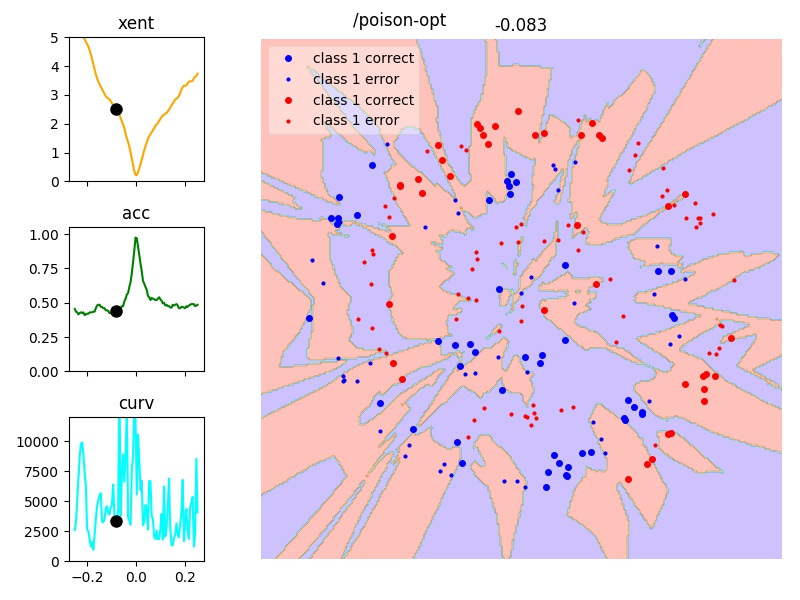 /poison-opt
-0.083
xent
5
4
3
2
1
0
acc
1.00
0.75
0.50
0.25
0.00
curv
10000
7500
5000
2500
0
−0.2 0.0 0.2
class 1 correct
class 1 error
class 1 correct
class 1 error